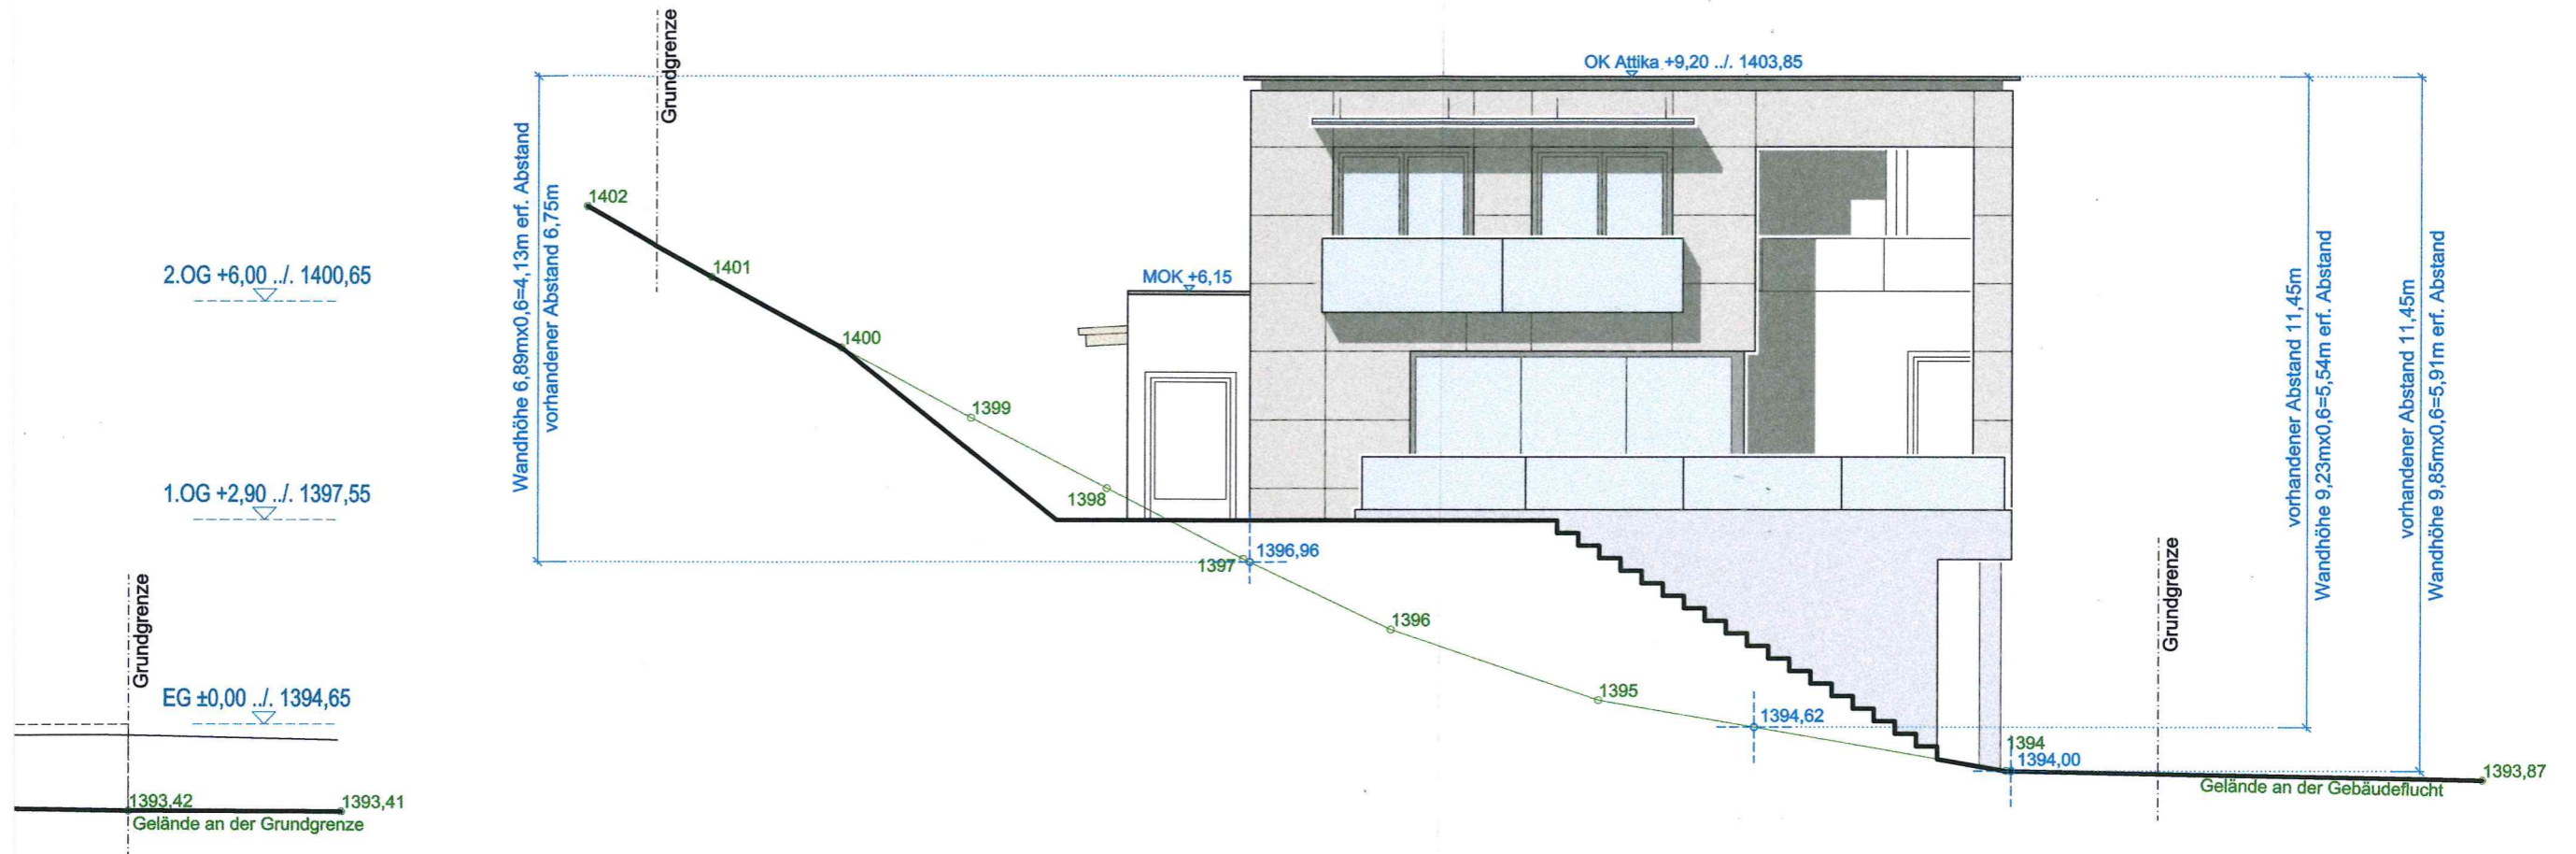 Grundgrenze
OK Attika +9,20 ../. 1403,85
Wandhöhe 6,89mx0,6=4,13m erf. Abstand
vorhandener Abstand 6,75m
1402
1401
2.OG +6,00 ../. 1400,65
MOK +6,15
1400
1399
1398
1.OG +2,90 ../. 1397,55
1396,96
1397
1396
1395
1394,62
1394
1394,00
vorhandener Abstand 11,45m
Wandhöhe 9,23mx0,6=5,54m erf. Abstand
vorhandener Abstand 11,45m
Wandhöhe 9,85mx0,6=5,91m erf. Abstand
Grundgrenze
1393,87
Gelände an der Gebäudeflucht
Grundgrenze
EG ±0,00 ../. 1394,65
1393,42
1393,41
Gelände an der Grundgrenze